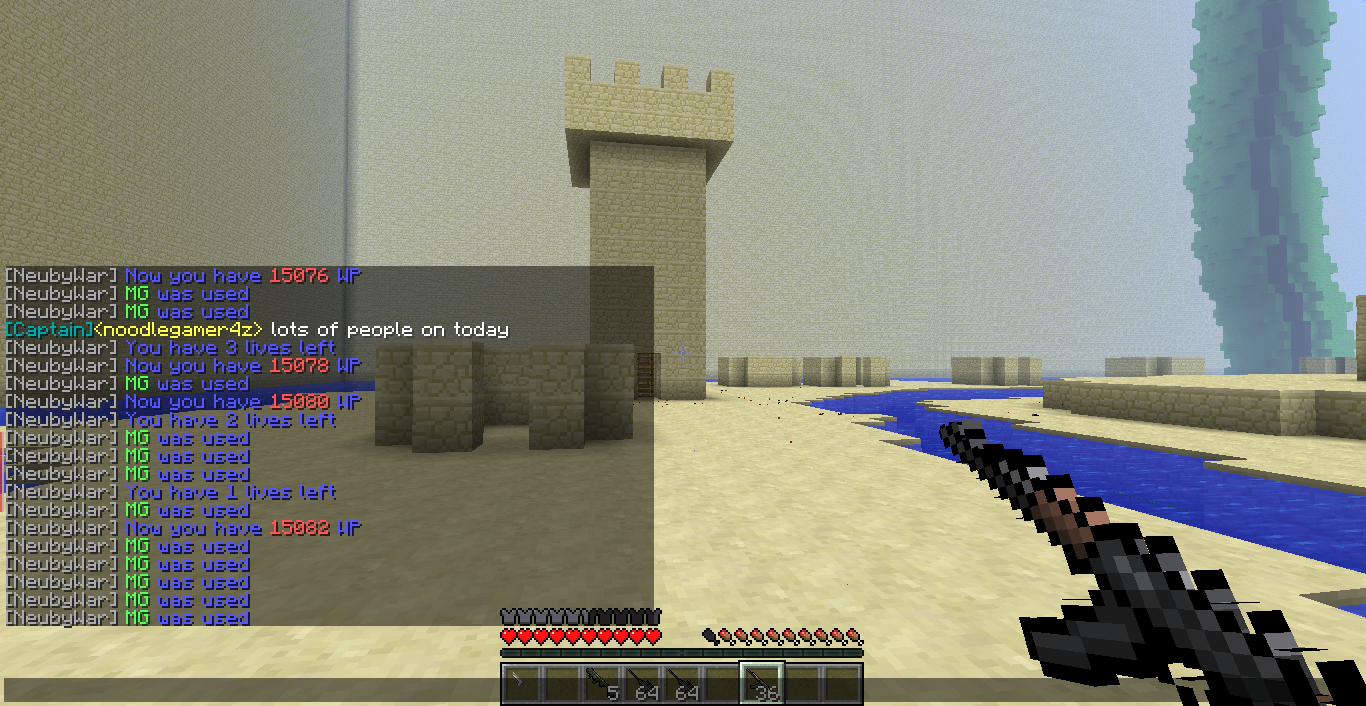 [NeubyWar] Now you have 15076 WP
[NeubyWar] MG was used
[NeubyWar] MG was used
[Captain]<noodlegamer4z> lots of people on today
[NeubyWar] You have 3 lives left
[NeubyWar] Now you have 15078 WP
[NeubyWar] MG was used
[NeubyWar] Now you have 15080 WP
[NeubyWar] You have 2 lives left
[NeubyWar] MG was used
[NeubyWar] MG was used
[NeubyWar] MG was used
[NeubyWar] You have 1 lives left
[NeubyWar] MG was used
[NeubyWar] Now you have 15082 WP
[NeubyWar] MG was used
[NeubyWar] MG was used
[NeubyWar] MG was used
[NeubyWar] MG was used
[NeubyWar] MG was used
5 64 64 36